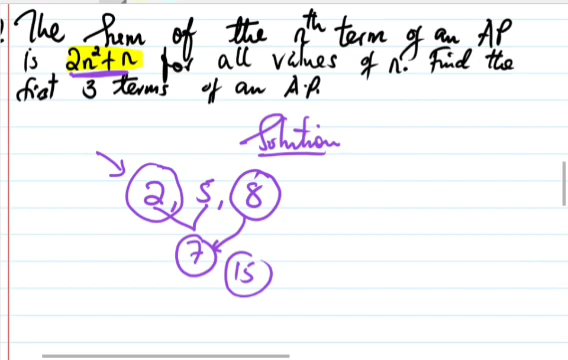 The Sum of the nth term of an AP
is 2n²+n for all values of n. Find the
first 3 terms of an A.P.
Solution
2, 5, 8
7 15